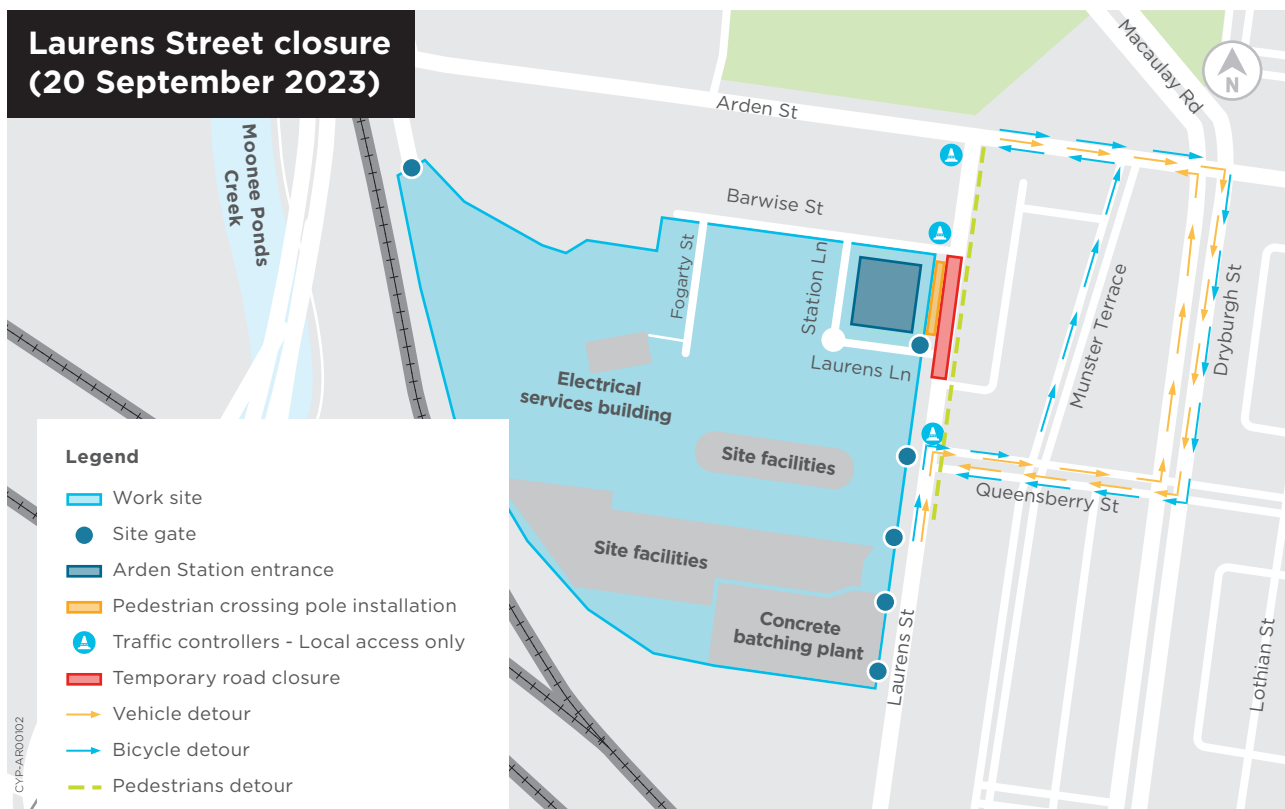 Laurens Street closure
(20 September 2023)
N
Macaulay Rd
Arden St
Moonee Ponds
Creek
Barwise St
Fogarty St
Station Ln
Laurens Ln
Munster Terrace
Dryburgh St
Electrical
services building
Site facilities
Queensberry St
Site facilities
Concrete
batching plant
Laurens St
Lothian St
Legend
Work site
Site gate
Arden Station entrance
Pedestrian crossing pole installation
Traffic controllers - Local access only
Temporary road closure
Vehicle detour
Bicycle detour
Pedestrians detour
CYP-AR00102